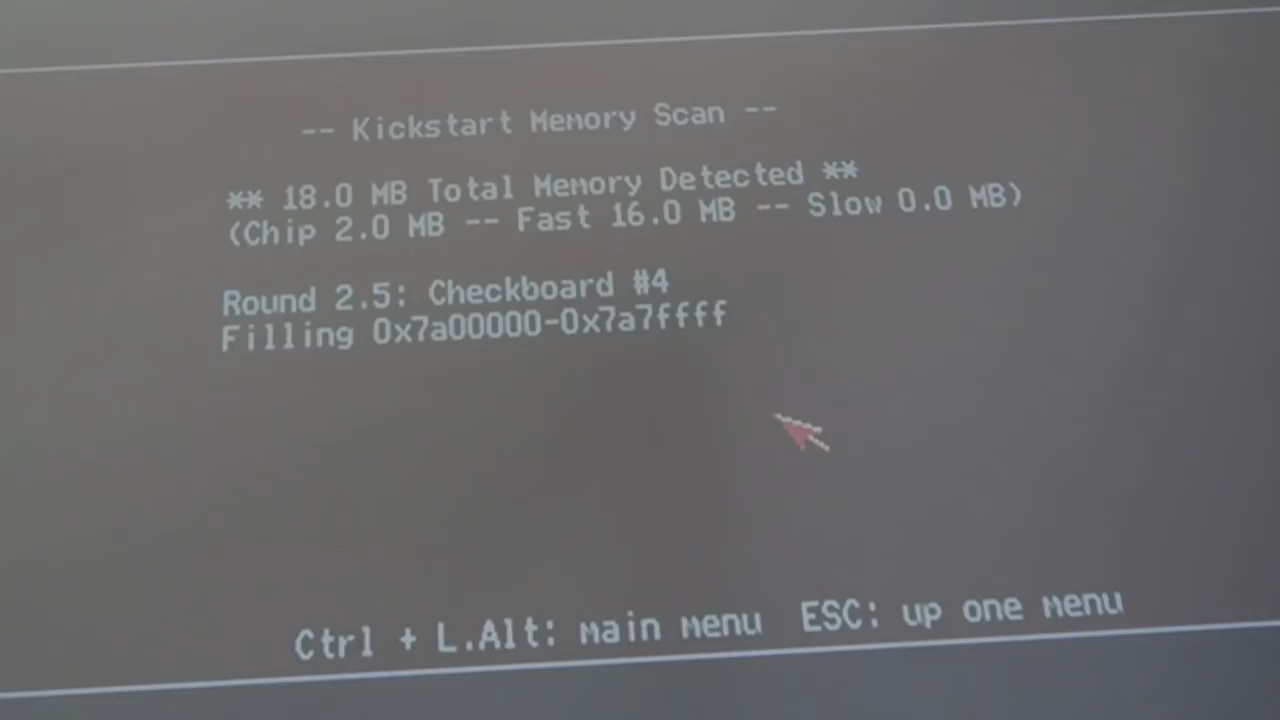 -- Kickstart Memory Scan --
** 18.0 MB Total Memory Detected **
(Chip 2.0 MB -- Fast 16.0 MB -- Slow 0.0 MB)
Round 2.5: Checkboard #4
Filling 0x7a00000-0x7a7ffff
Ctrl + L.Alt: main menu ESC: up one menu